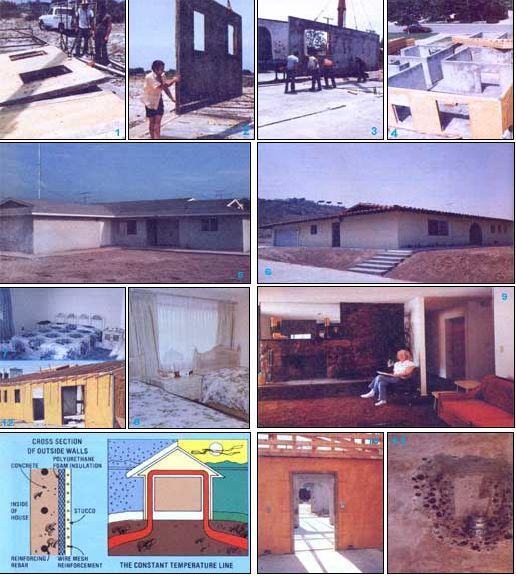 1
2
3
4
5
6
7
8
9
12
10
CROSS SECTION
OF OUTSIDE WALLS
POLYURETHANE
FOAM INSULATION
CONCRETE
INSIDE
OF
HOUSE
STUCCO
REINFORCING/
REBAR
WIRE MESH
REINFORCEMENT
THE CONSTANT TEMPERATURE LINE